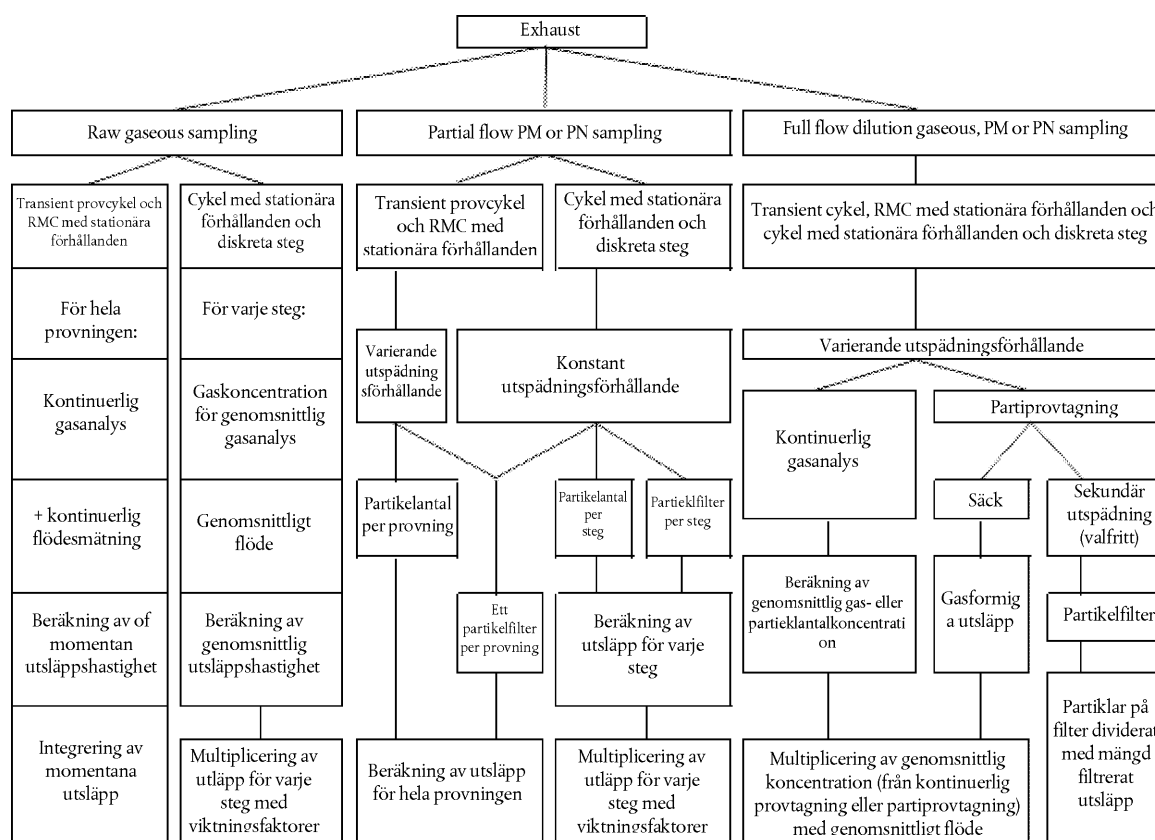 Exhaust
Raw gaseous sampling
Partial flow PM or PN sampling
Full flow dilution gaseous, PM or PN sampling
Transient provcykel och
RMC med stationära
förhållanden
Cykel med stationära
förhållanden och
diskreta steg
Transient provcykel
och RMC med
stationära förhållanden
Cykel med stationära
förhållanden och
diskreta steg
Transient cykel, RMC med stationära förhållanden och
cykel med stationära förhållanden och diskreta steg
För hela
provningen:
För varje steg:
Varierande
utspädning
sförhållande
Konstant
utspädningsförhållande
Varierande utspädningsförhållande
Kontinuerlig
gasanalys
Gaskoncentration
för genomsnittlig
gasanalys
Kontinuerlig
gasanalys
Partiprovtagning
+ kontinuerlig
flödesmätning
Genomsnittligt
flöde
Partikelantal
per provning
Partikelantal
per
steg
Partieklfilter
per steg
Säck
Sekundär
utspädning
(valfritt)
Beräkning av of
momentan
utsläppshastighet
Beräkning av
genomsnittlig
utsläppshastighet
Ett
partikelfilter
per provning
Beräkning av
utsläpp för varje
steg
Beräkning av
genomsnittlig gas- eller
partieklantalkoncentrati
on
Gasformig
a utsläpp
Partikelfilter
Integrering av
momentana
utsläpp
Multiplicering av
utläpp för varje
steg med
viktningsfaktorer
Beräkning av utsläpp
för hela provningen
Multiplicering av
utläpp för varje
steg med
viktningsfaktorer
Multiplicering av genomsnittlig
koncentration (från kontinuerlig
provtagning eller partiprovtagning)
med genomsnittligt flöde
Partiklar på
filter dividerat
med mängd
filtrerat
utsläpp